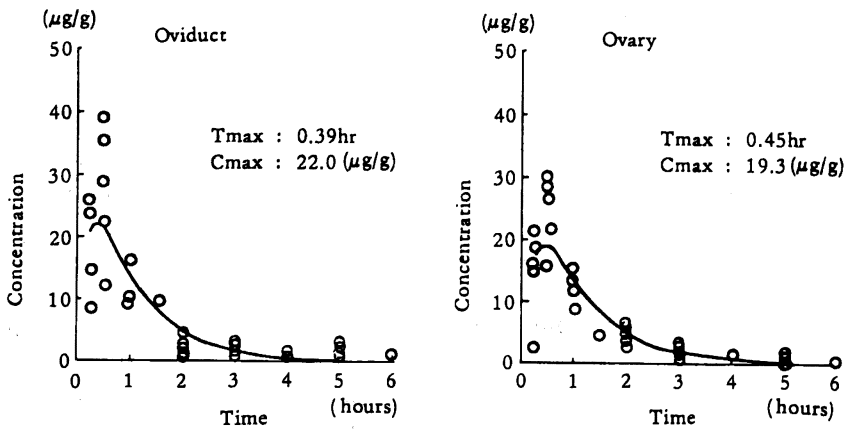 (μg/g)
Oviduct
50
40
30
20
10
0
Concentration
Tmax : 0.39hr
Cmax : 22.0 (μg/g)
0 1 2 3 4 5 6
Time
(hours)
(μg/g)
Ovary
50
40
30
20
10
0
Concentration
Tmax : 0.45hr
Cmax : 19.3 (μg/g)
0 1 2 3 4 5 6
Time
(hours)